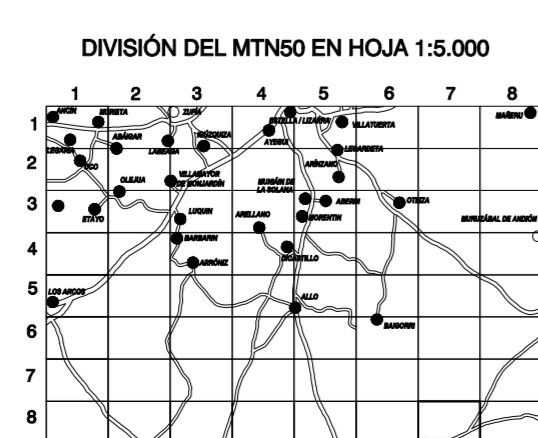 DIVISIÓN DEL MTN50 EN HOJA 1:5.000
1 2 3 4 5 6 7 8
1
2
3
4
5
6
7
8
ANCÍN
MURIETA
ZUFÍA
ESTELLA / LIZARRA
VILLATUERTA
MAÑERU
LEGARIA
ABÁIGAR
LABEAGA
IGÚZQUIZA
AYEGUI
OCO
LEGARDETA
ARÍNZANO
OLEJUA
VILLAMAYOR
DE MONJARDÍN
MUNIÁIN DE
LA SOLANA
ABERIN
OTEIZA
ETAYO
LUQUIN
ARELLANO
MORENTIN
MURUZÁBAL DE ANDIÓN
BARBARIN
DICASTILLO
ARRÓNIZ
LOS ARCOS
ALLO
BAIGORRI